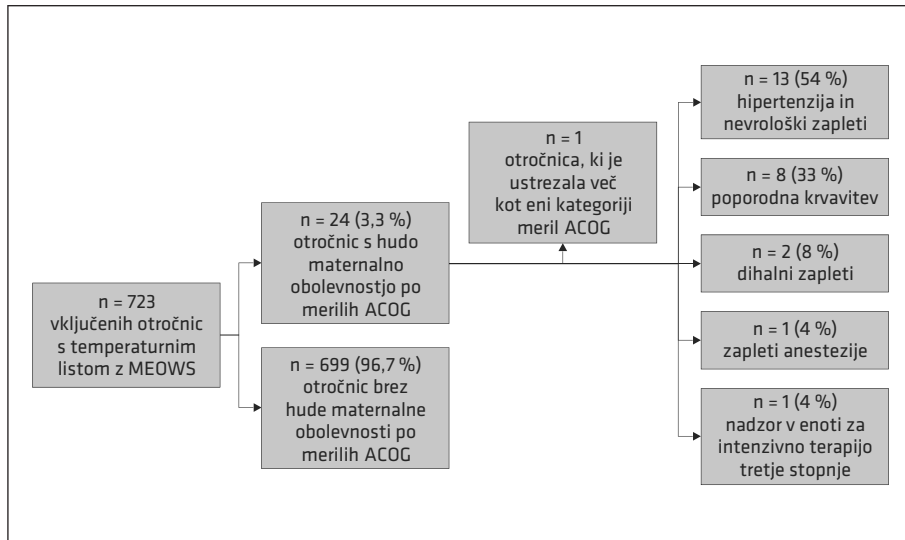 n = 723
vključenih otročnic
s temperaturnim
listom z MEOWS
n = 24 (3,3 %)
otročnic s hudo
maternalno
obolevnostjo po
merilih ACOG
n = 699 (96,7 %)
otročnic brez
hude maternalne
obolevnosti po
merilih ACOG
n = 1
otročnica, ki je
ustrezala več
kot eni kategoriji
meril ACOG
n = 13 (54 %)
hipertenzija in
nevrološki zapleti
n = 8 (33 %)
poporodna krvavitev
n = 2 (8 %)
dihalni zapleti
n = 1 (4 %)
zapleti anestezije
n = 1 (4 %)
nadzor v enoti za
intenzivno terapijo
tretje stopnje